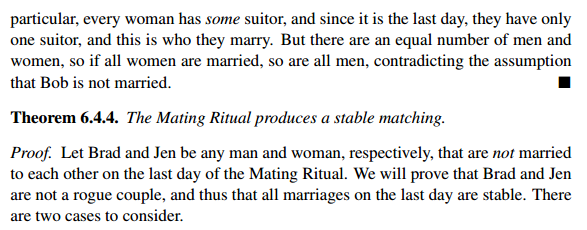 particular, every woman has some suitor, and since it is the last day, they have only
one suitor, and this is who they marry. But there are an equal number of men and
women, so if all women are married, so are all men, contradicting the assumption
that Bob is not married. ■
Theorem 6.4.4. The Mating Ritual produces a stable matching.
Proof. Let Brad and Jen be any man and woman, respectively, that are not married
to each other on the last day of the Mating Ritual. We will prove that Brad and Jen
are not a rogue couple, and thus that all marriages on the last day are stable. There
are two cases to consider.